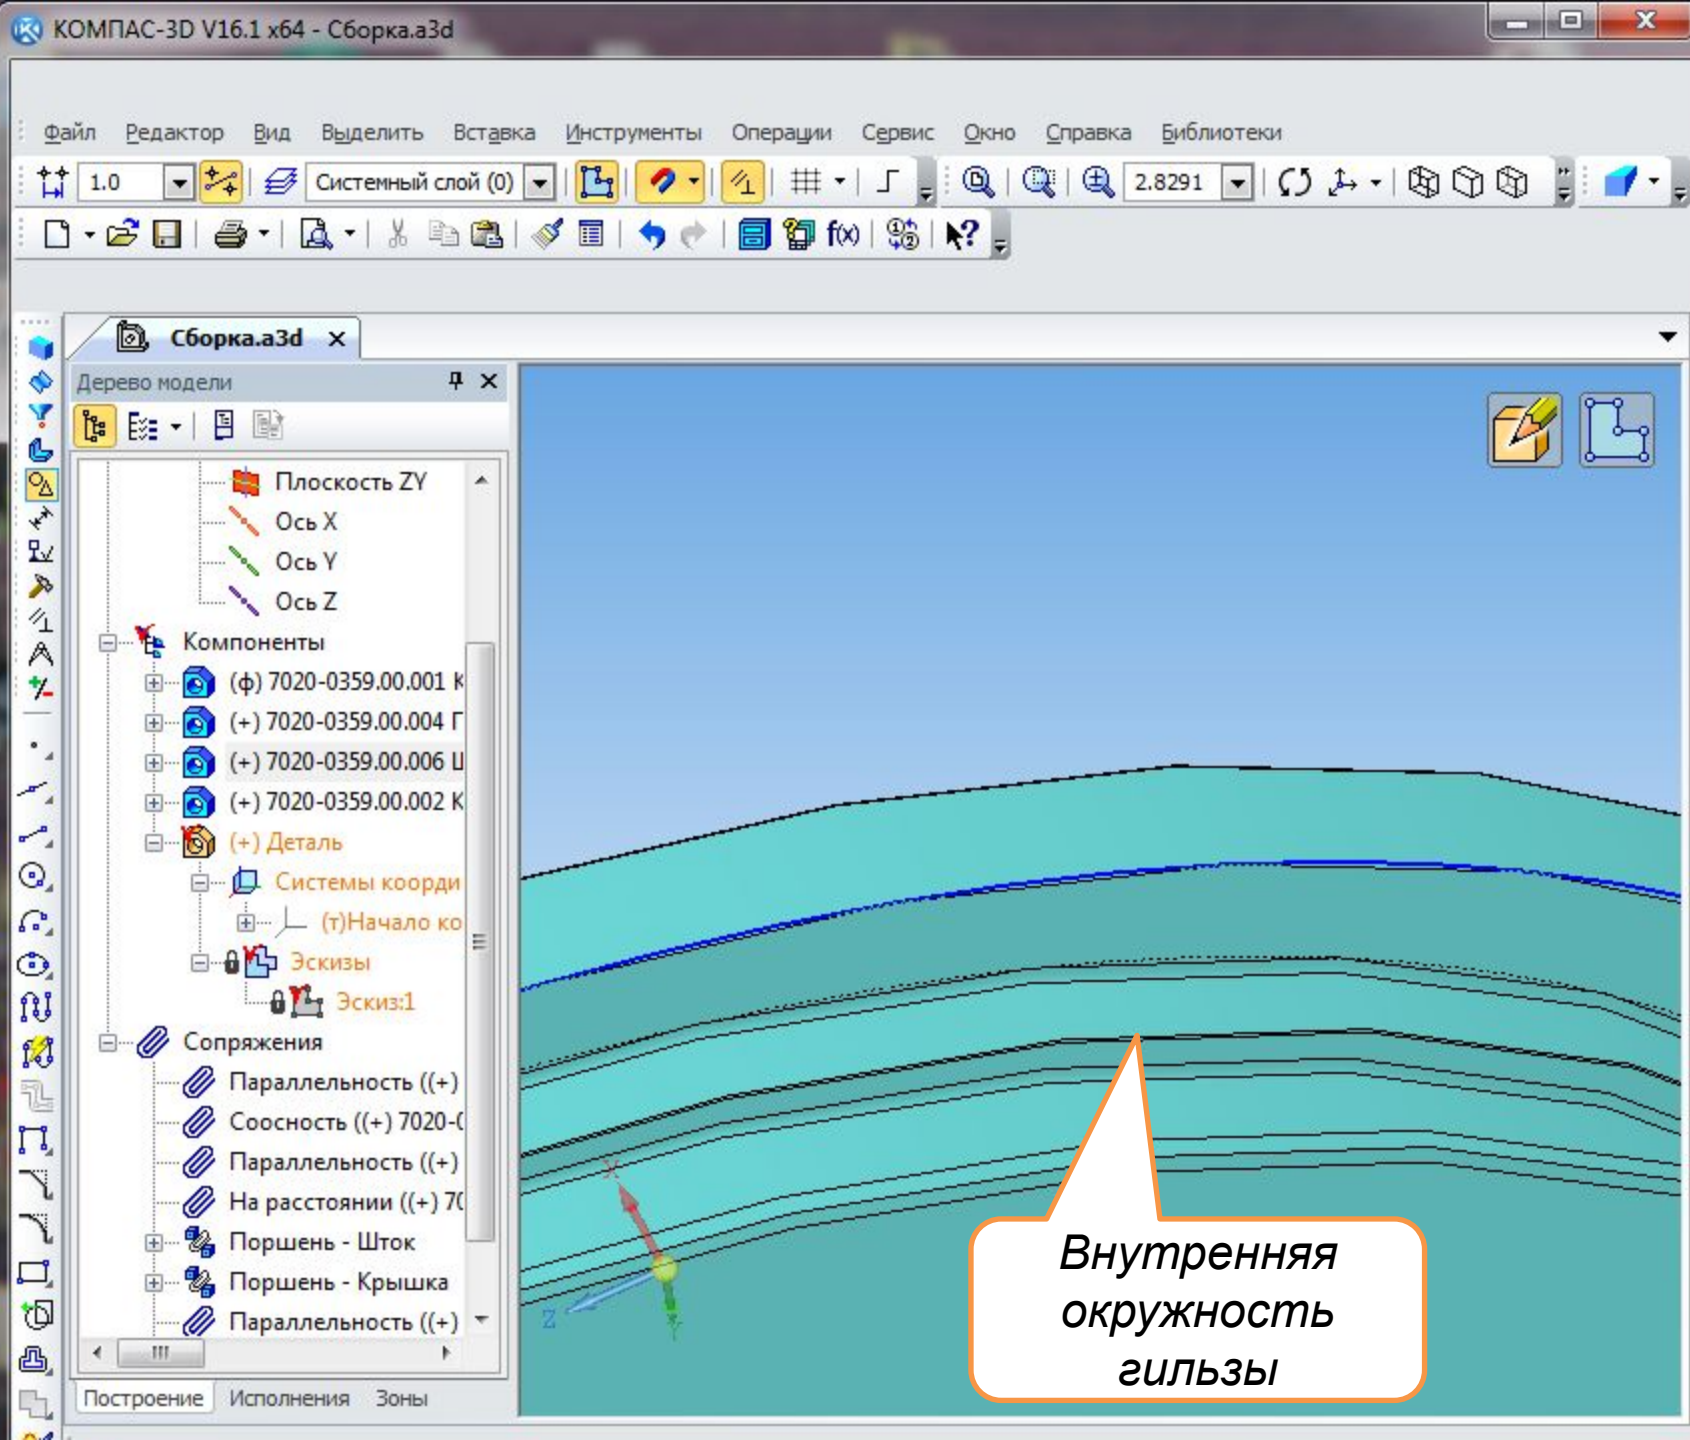 КОМПАС-3D V16.1 x64 - Сборка.a3d
Файл Редактор Вид Выделить Вставка Инструменты Операции Сервис Окно Справка Библиотеки
1.0 Системный слой (0) 2.8291
f(x)
Сборка.a3d
Дерево модели
Плоскость ZY
Ось X
Ось Y
Ось Z
Компоненты
(ф) 7020-0359.00.001 К
(+) 7020-0359.00.004 Г
(+) 7020-0359.00.006 Ш
(+) 7020-0359.00.002 К
(+) Деталь
Системы коорди
(т)Начало ко
Эскизы
Эскиз:1
Сопряжения
Параллельность ((+)
Соосность ((+) 7020-0
Параллельность ((+)
На расстоянии ((+) 70
Поршень - Шток
Поршень - Крышка
Параллельность ((+)
Построение Исполнения Зоны
X
Z
Y
Внутренняя
окружность
гильзы